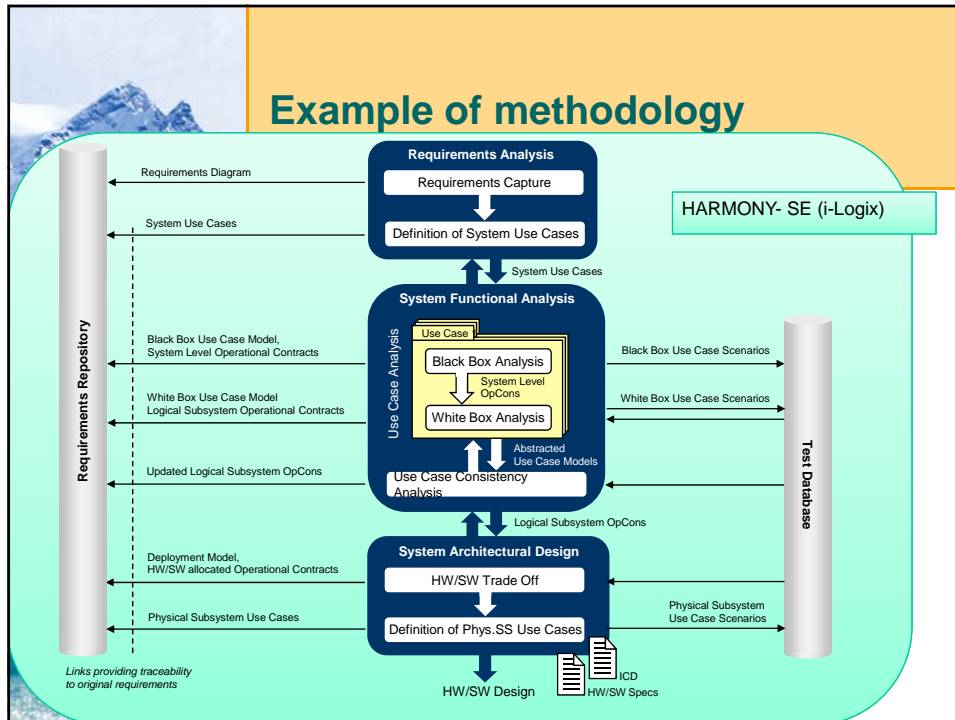 Example of methodology
HARMONY- SE (i-Logix)
Requirements Repository
Requirements Analysis
Requirements Capture
Definition of System Use Cases
Requirements Diagram
System Use Cases
System Use Cases
System Functional Analysis
Use Case Analysis
Use Case 1
Black Box Analysis
System Level
OpCons
White Box Analysis
Abstracted
Use Case Models
Use Case Consistency
Analysis
Black Box Use Case Model,
System Level Operational Contracts
White Box Use Case Model
Logical Subsystem Operational Contracts
Updated Logical Subsystem OpCons
Black Box Use Case Scenarios
White Box Use Case Scenarios
Test Database
Logical Subsystem OpCons
System Architectural Design
HW/SW Trade Off
Definition of Phys.SS Use Cases
Deployment Model,
HW/SW allocated Operational Contracts
Physical Subsystem Use Cases
Physical Subsystem
Use Case Scenarios
Links providing traceability
to original requirements
HW/SW Design
ICD
HW/SW Specs